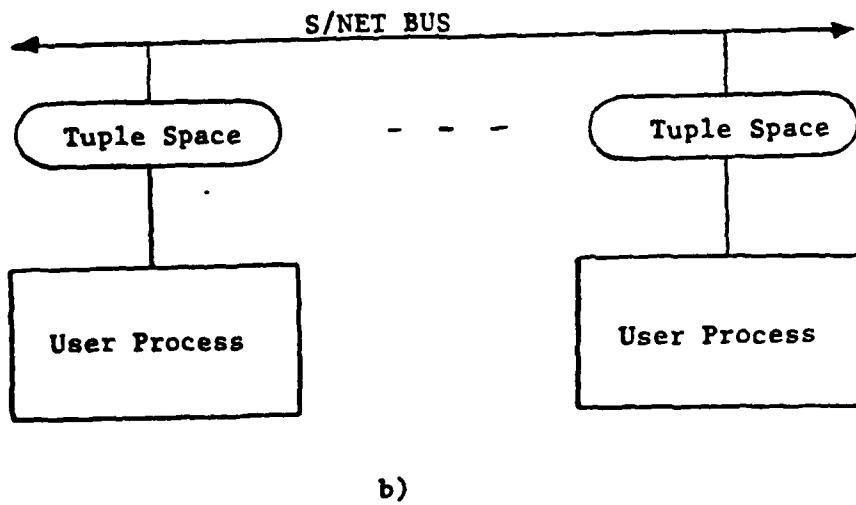 S/NET BUS
Tuple Space
Tuple Space
User Process
User Process
b)